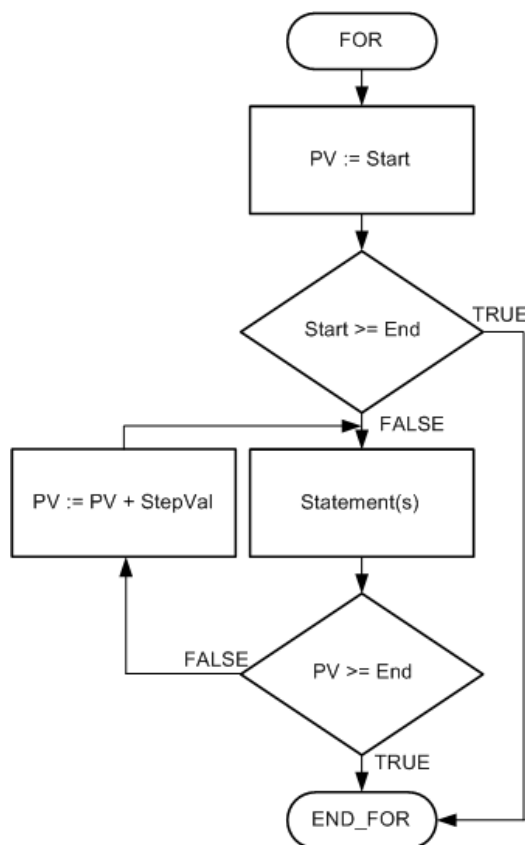 FOR
PV := Start
Start >= End
TRUE
FALSE
PV := PV + StepVal
Statement(s)
FALSE
PV >= End
TRUE
END_FOR